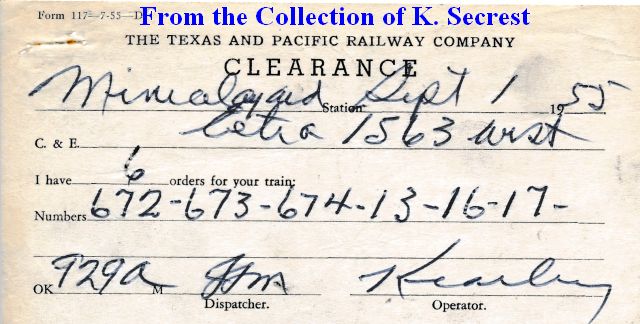 Form 117—7-55—D
From the Collection of K. Secrest
THE TEXAS AND PACIFIC RAILWAY COMPANY
CLEARANCE
Station Sept 1 1955
C. & E. Extra 1563 West
I have 6 orders for your train:
Numbers 672-673-674-13-16-17-
OK 929A M
Dispatcher. Operator.